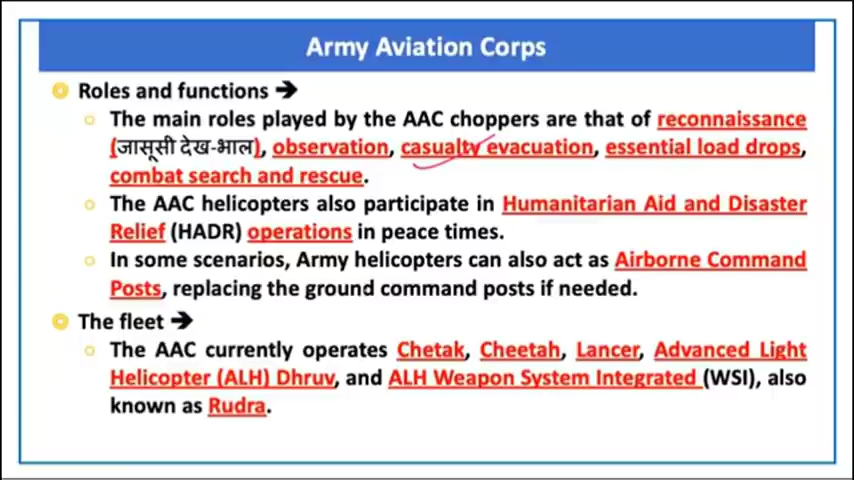 Army Aviation Corps
Roles and functions ➔
The main roles played by the AAC choppers are that of reconnaissance
(जासूसी देख-भाल), observation, casualty evacuation, essential load drops,
combat search and rescue.
The AAC helicopters also participate in Humanitarian Aid and Disaster
Relief (HADR) operations in peace times.
In some scenarios, Army helicopters can also act as Airborne Command
Posts, replacing the ground command posts if needed.
The fleet ➔
The AAC currently operates Chetak, Cheetah, Lancer, Advanced Light
Helicopter (ALH) Dhruv, and ALH Weapon System Integrated (WSI), also
known as Rudra.